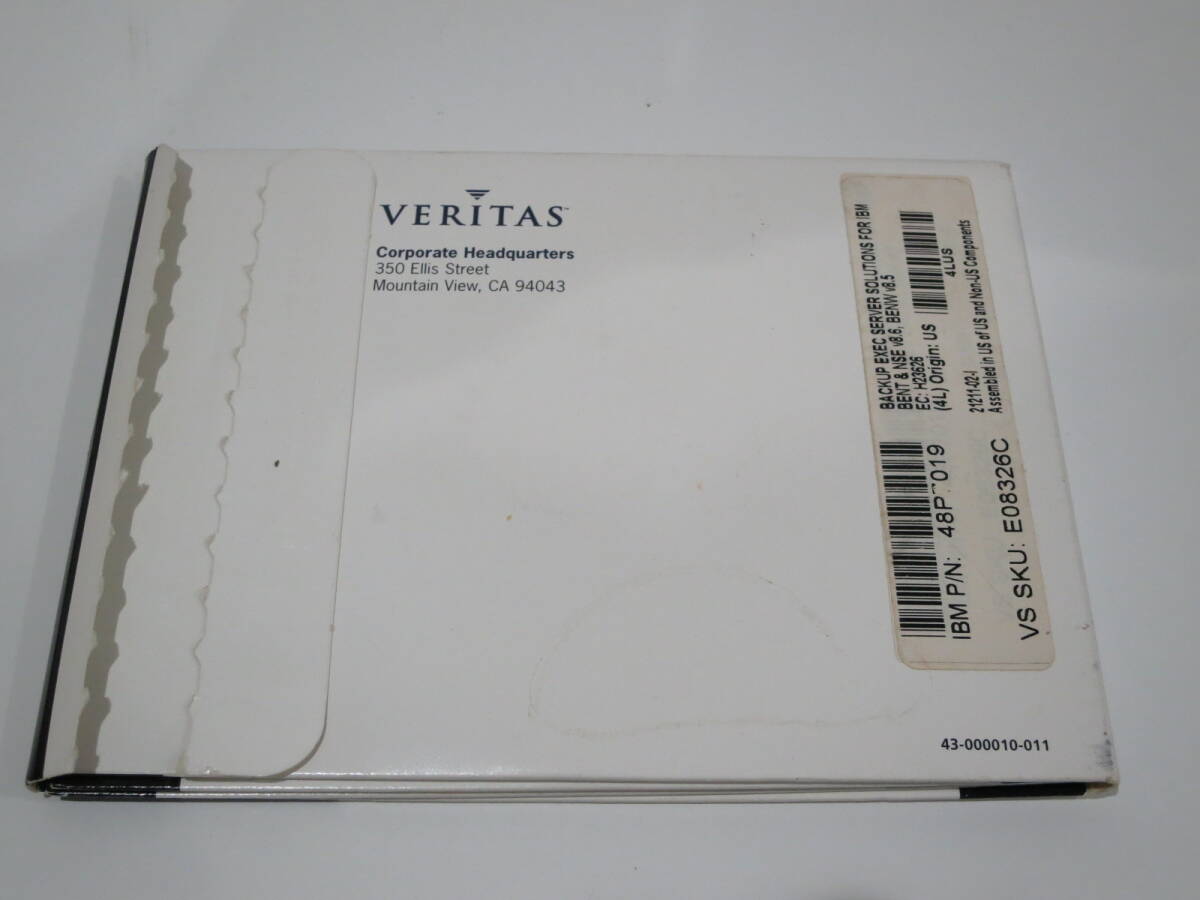 VERITAS™
Corporate Headquarters
350 Ellis Street
Mountain View, CA 94043
BACKUP EXEC SERVER SOLUTIONS FOR IBM
BENT & NSE v8.6, BENW v8.5
EC: H23626
(4L) Origin: US
4LUS
21211-02-I
Assembled in US of US and Non-US Components
IBM P/N:
VS SKU: E08326C
43-000010-011